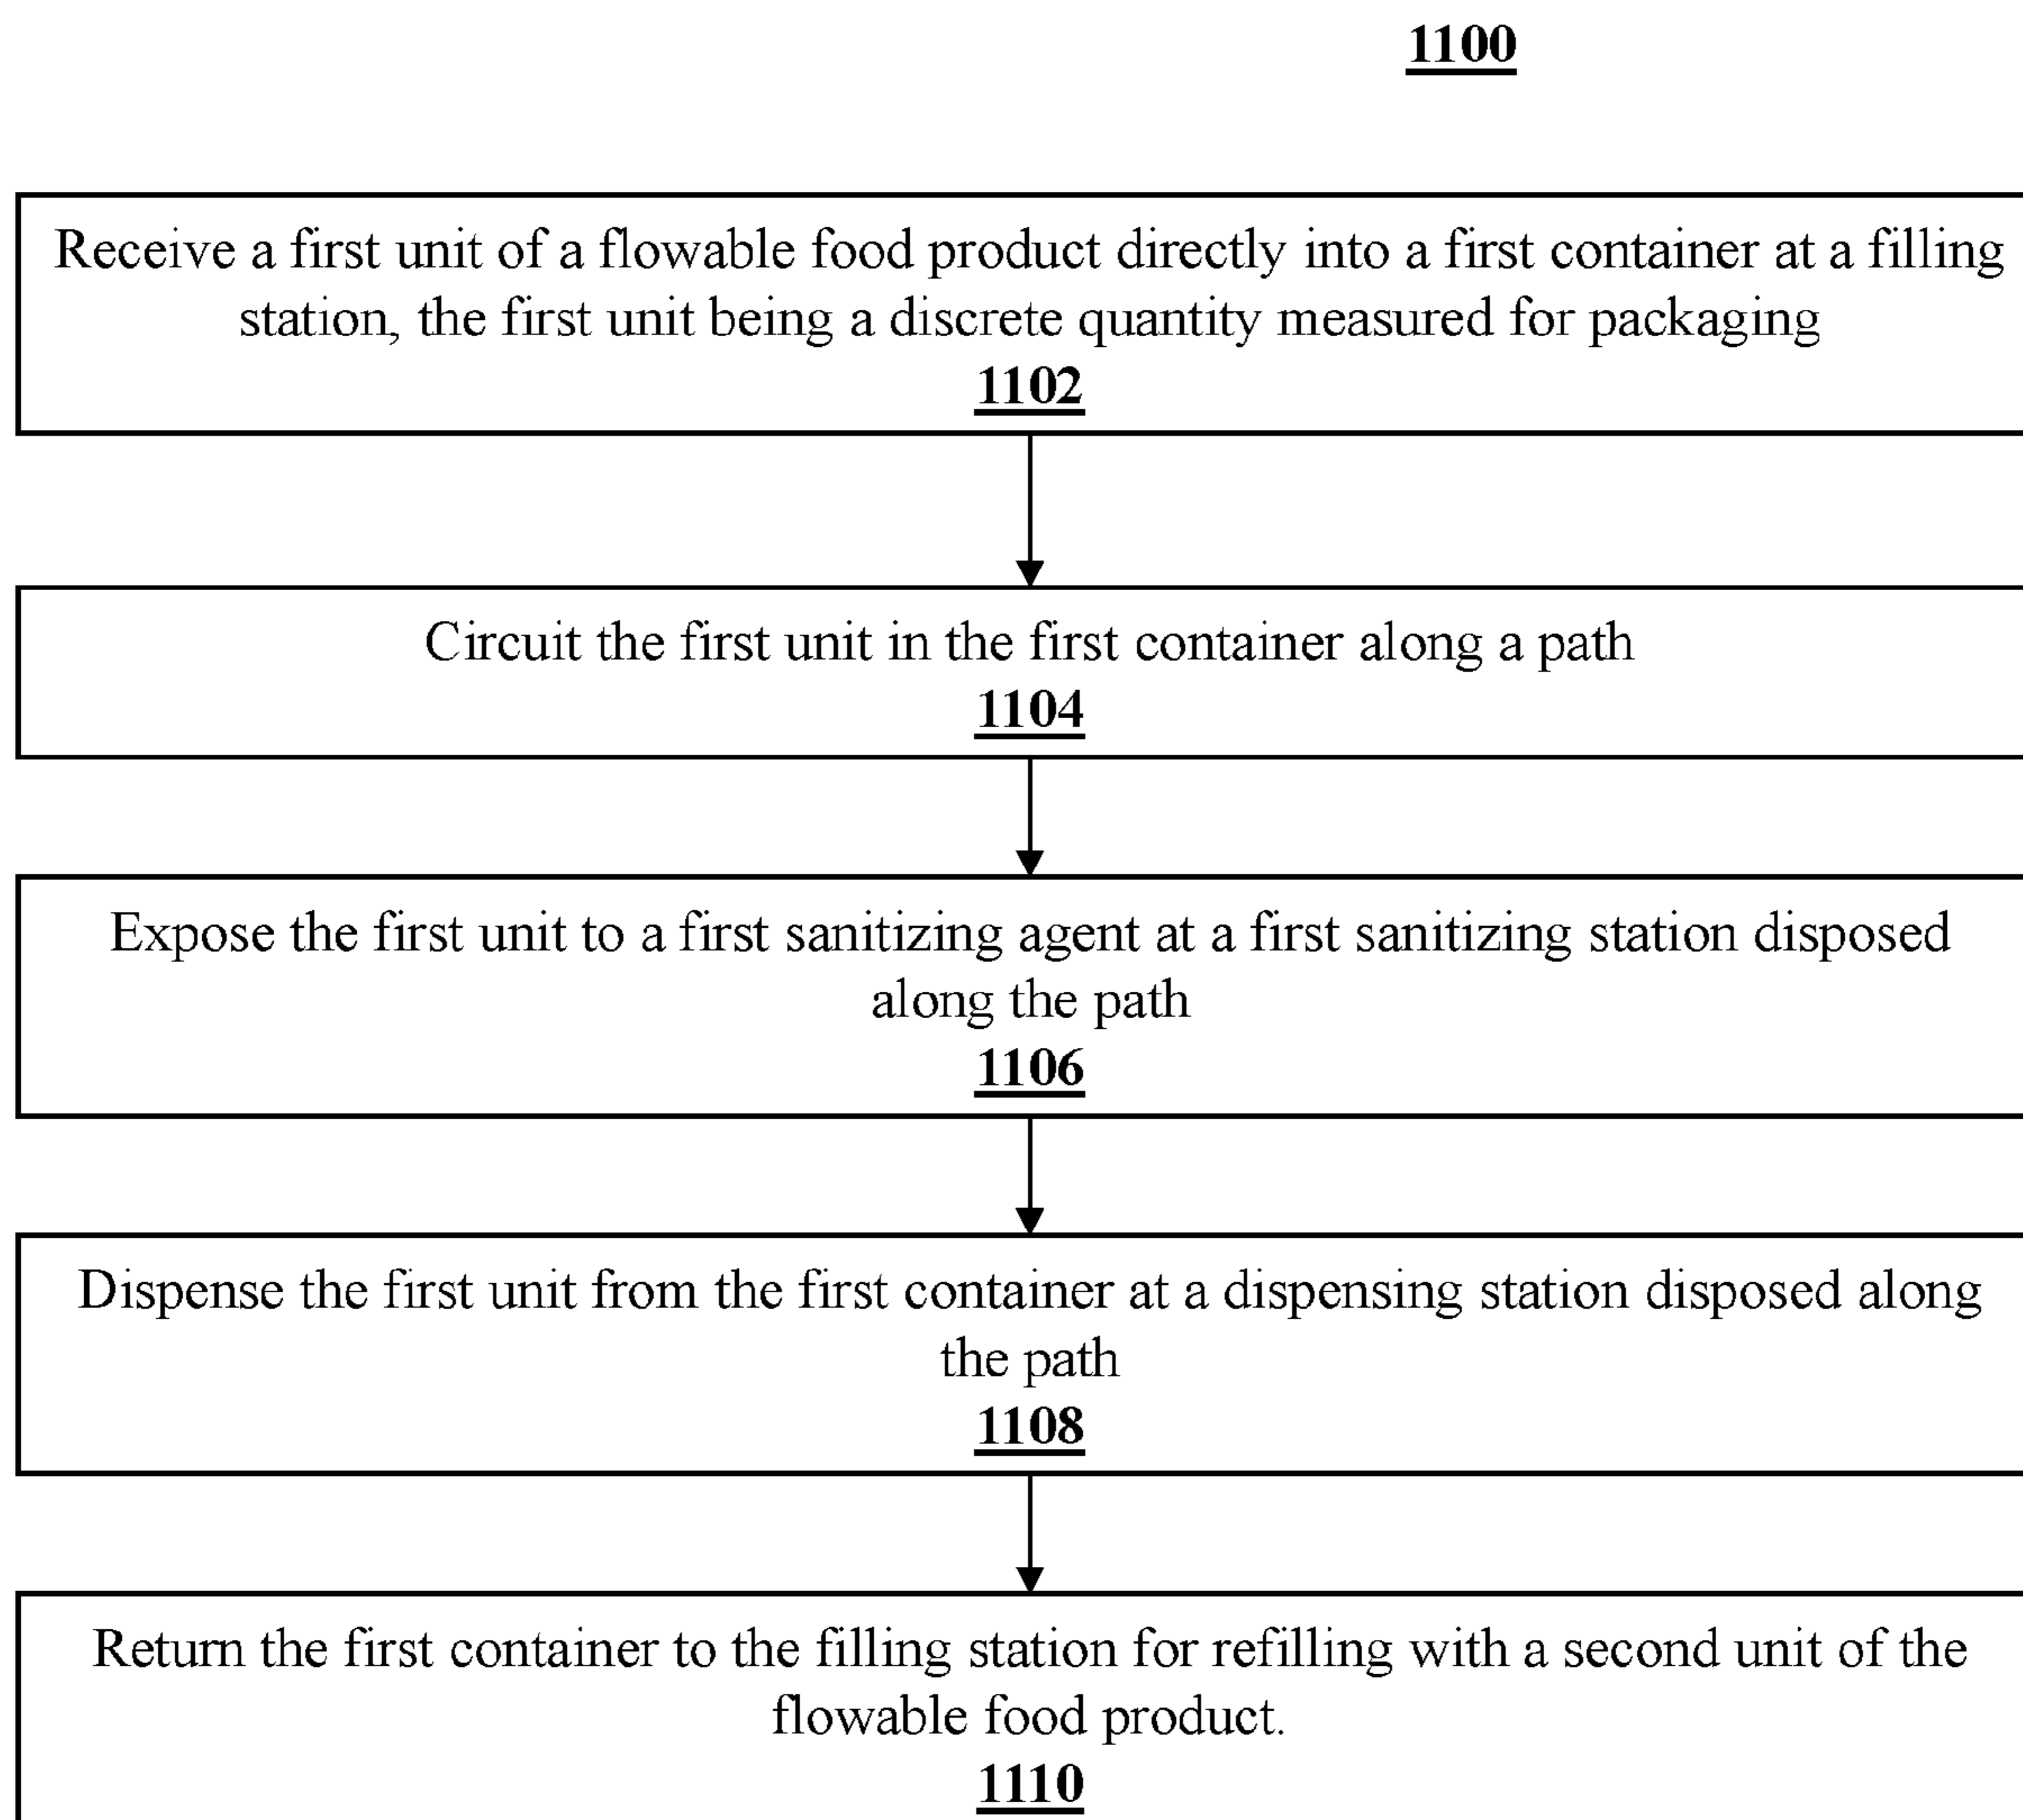 1100
Receive a first unit of a flowable food product directly into a first container at a filling
station, the first unit being a discrete quantity measured for packaging
1102
Circuit the first unit in the first container along a path
1104
Expose the first unit to a first sanitizing agent at a first sanitizing station disposed
along the path
1106
Dispense the first unit from the first container at a dispensing station disposed along
the path
1108
Return the first container to the filling station for refilling with a second unit of the
flowable food product.
1110